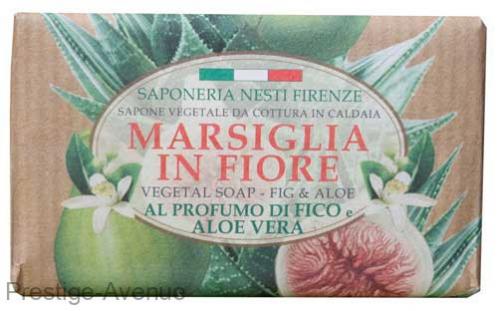 SAPONERIA NESTI FIRENZE
SAPONE VEGETALE DA COTTURA IN CALDAIA
MARSIGLIA
IN FIORE
VEGETAL SOAP - FIG & ALOE
AL PROFUMO DI FICO e
ALOE VERA
Prestige-Avenue